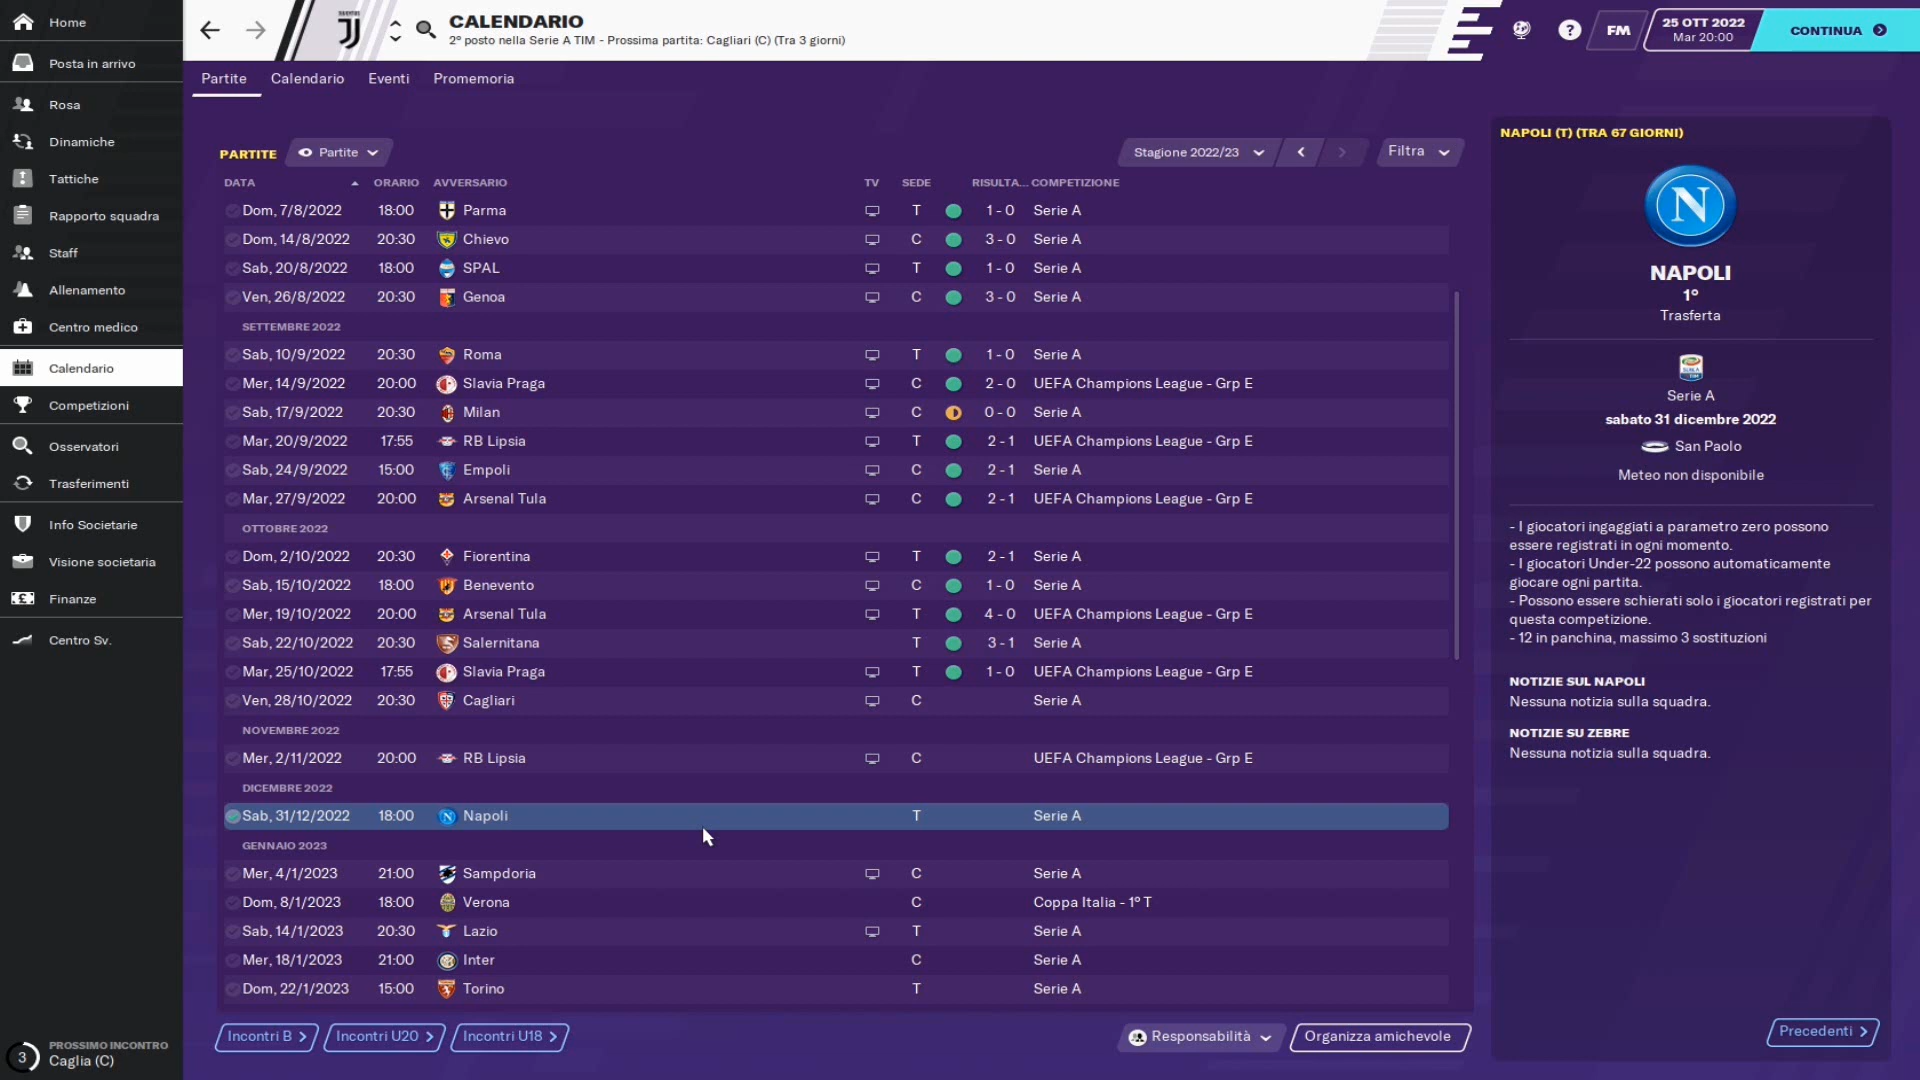 Home
Posta in arrivo
Rosa
Dinamiche
Tattiche
Rapporto squadra
Staff
Allenamento
Centro medico
Calendario
Competizioni
Osservatori
Trasferimenti
Info Societarie
Visione societaria
Finanze
Centro Sv.
3
PROSSIMO INCONTRO
Caglia (C)
CALENDARIO
2º posto nella Serie A TIM - Prossima partita: Cagliari (C) (Tra 3 giorni)
FM
25 OTT 2022
Mar 20:00
CONTINUA
Partite Calendario Eventi Promemoria
PARTITE Partite Stagione 2022/23 Filtra
DATA ORARIO AVVERSARIO TV SEDE RISULTA... COMPETIZIONE
Dom, 7/8/2022 18:00 Parma T 1 - 0 Serie A
Dom, 14/8/2022 20:30 Chievo C 3 - 0 Serie A
Sab, 20/8/2022 18:00 SPAL T 1 - 0 Serie A
Ven, 26/8/2022 20:30 Genoa C 3 - 0 Serie A
SETTEMBRE 2022
Sab, 10/9/2022 20:30 Roma T 1 - 0 Serie A
Mer, 14/9/2022 20:00 Slavia Praga C 2 - 0 UEFA Champions League - Grp E
Sab, 17/9/2022 20:30 Milan C 0 - 0 Serie A
Mar, 20/9/2022 17:55 RB Lipsia T 2 - 1 UEFA Champions League - Grp E
Sab, 24/9/2022 15:00 Empoli C 2 - 1 Serie A
Mar, 27/9/2022 20:00 Arsenal Tula C 2 - 1 UEFA Champions League - Grp E
OTTOBRE 2022
Dom, 2/10/2022 20:30 Fiorentina T 2 - 1 Serie A
Sab, 15/10/2022 18:00 Benevento C 1 - 0 Serie A
Mer, 19/10/2022 20:00 Arsenal Tula T 4 - 0 UEFA Champions League - Grp E
Sab, 22/10/2022 20:30 Salernitana T 3 - 1 Serie A
Mar, 25/10/2022 17:55 Slavia Praga T 1 - 0 UEFA Champions League - Grp E
Ven, 28/10/2022 20:30 Cagliari C Serie A
NOVEMBRE 2022
Mer, 2/11/2022 20:00 RB Lipsia C UEFA Champions League - Grp E
DICEMBRE 2022
Sab, 31/12/2022 18:00 Napoli T Serie A
GENNAIO 2023
Mer, 4/1/2023 21:00 Sampdoria C Serie A
Dom, 8/1/2023 18:00 Verona C Coppa Italia - 1º T
Sab, 14/1/2023 20:30 Lazio T Serie A
Mer, 18/1/2023 21:00 Inter C Serie A
Dom, 22/1/2023 15:00 Torino T Serie A
Incontri B Incontri U20 Incontri U18 Responsabilità Organizza amichevole
NAPOLI (T) (TRA 67 GIORNI)
N
NAPOLI
1º
Trasferta
Serie A
sabato 31 dicembre 2022
San Paolo
Meteo non disponibile
- I giocatori ingaggiati a parametro zero possono
essere registrati in ogni momento.
- I giocatori Under-22 possono automaticamente
giocare ogni partita.
- Possono essere schierati solo i giocatori registrati per
questa competizione.
- 12 in panchina, massimo 3 sostituzioni
NOTIZIE SUL NAPOLI
Nessuna notizia sulla squadra.
NOTIZIE SU ZEBRE
Nessuna notizia sulla squadra.
Precedenti